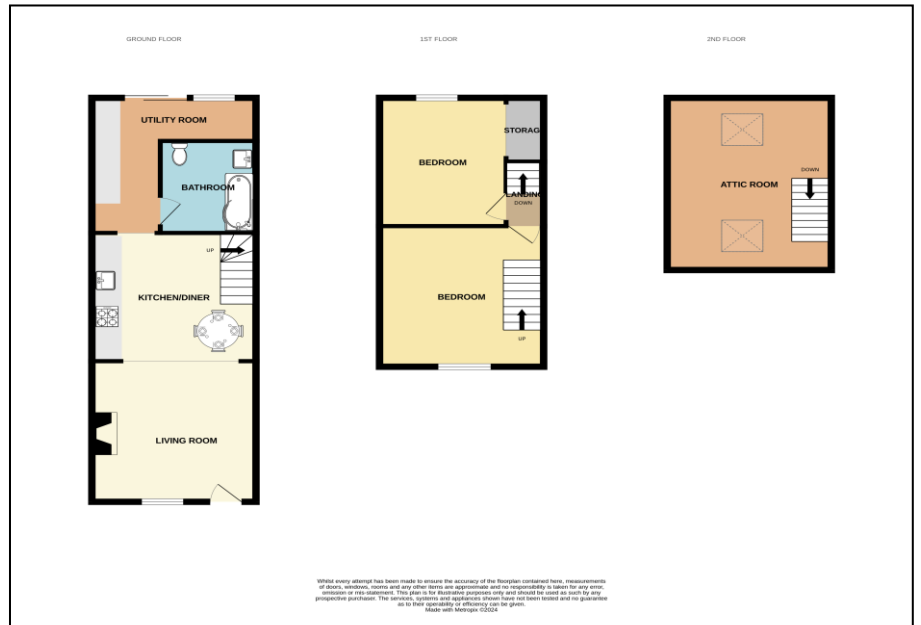 GROUND FLOOR
1ST FLOOR
2ND FLOOR
UTILITY ROOM
BATHROOM
UP
KITCHEN/DINER
LIVING ROOM
STORAG
BEDROOM
LANDING
DOWN
BEDROOM
UP
DOWN
ATTIC ROOM
Whilst every attempt has been made to ensure the accuracy of the floorplan contained here, measurements
of doors, windows, rooms and any other items are approximate and no responsibility is taken for any error,
omission or mis-statement. This plan is for illustrative purposes only and should be used as such by any
prospective purchaser. The services, systems and appliances shown have not been tested and no guarantee
as to their operability or efficiency can be given.
Made with Metropix ©2024